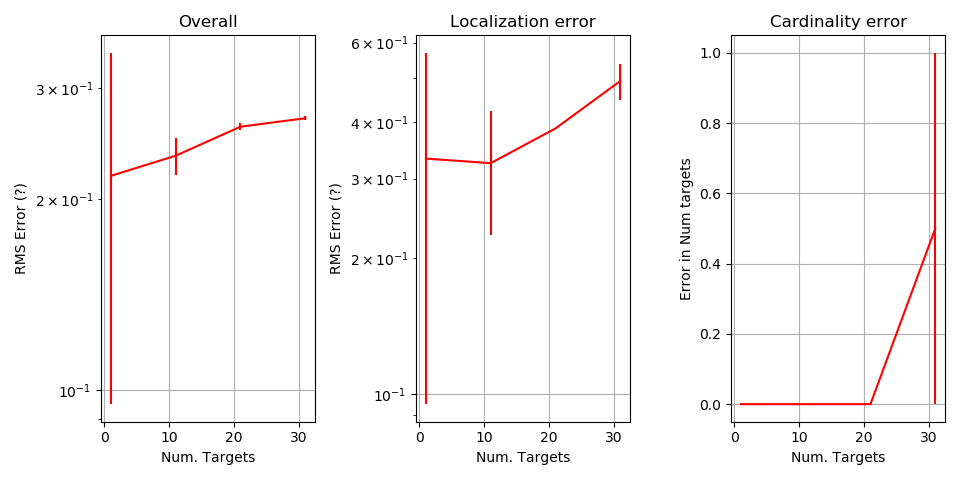 Overall
RMS Error (?)
3 × 10⁻¹
2 × 10⁻¹
10⁻¹
0 10 20 30
Num. Targets
Localization error
RMS Error (?)
6 × 10⁻¹
4 × 10⁻¹
3 × 10⁻¹
2 × 10⁻¹
10⁻¹
0 10 20 30
Num. Targets
Cardinality error
Error in Num targets
1.0
0.8
0.6
0.4
0.2
0.0
0 10 20 30
Num. Targets